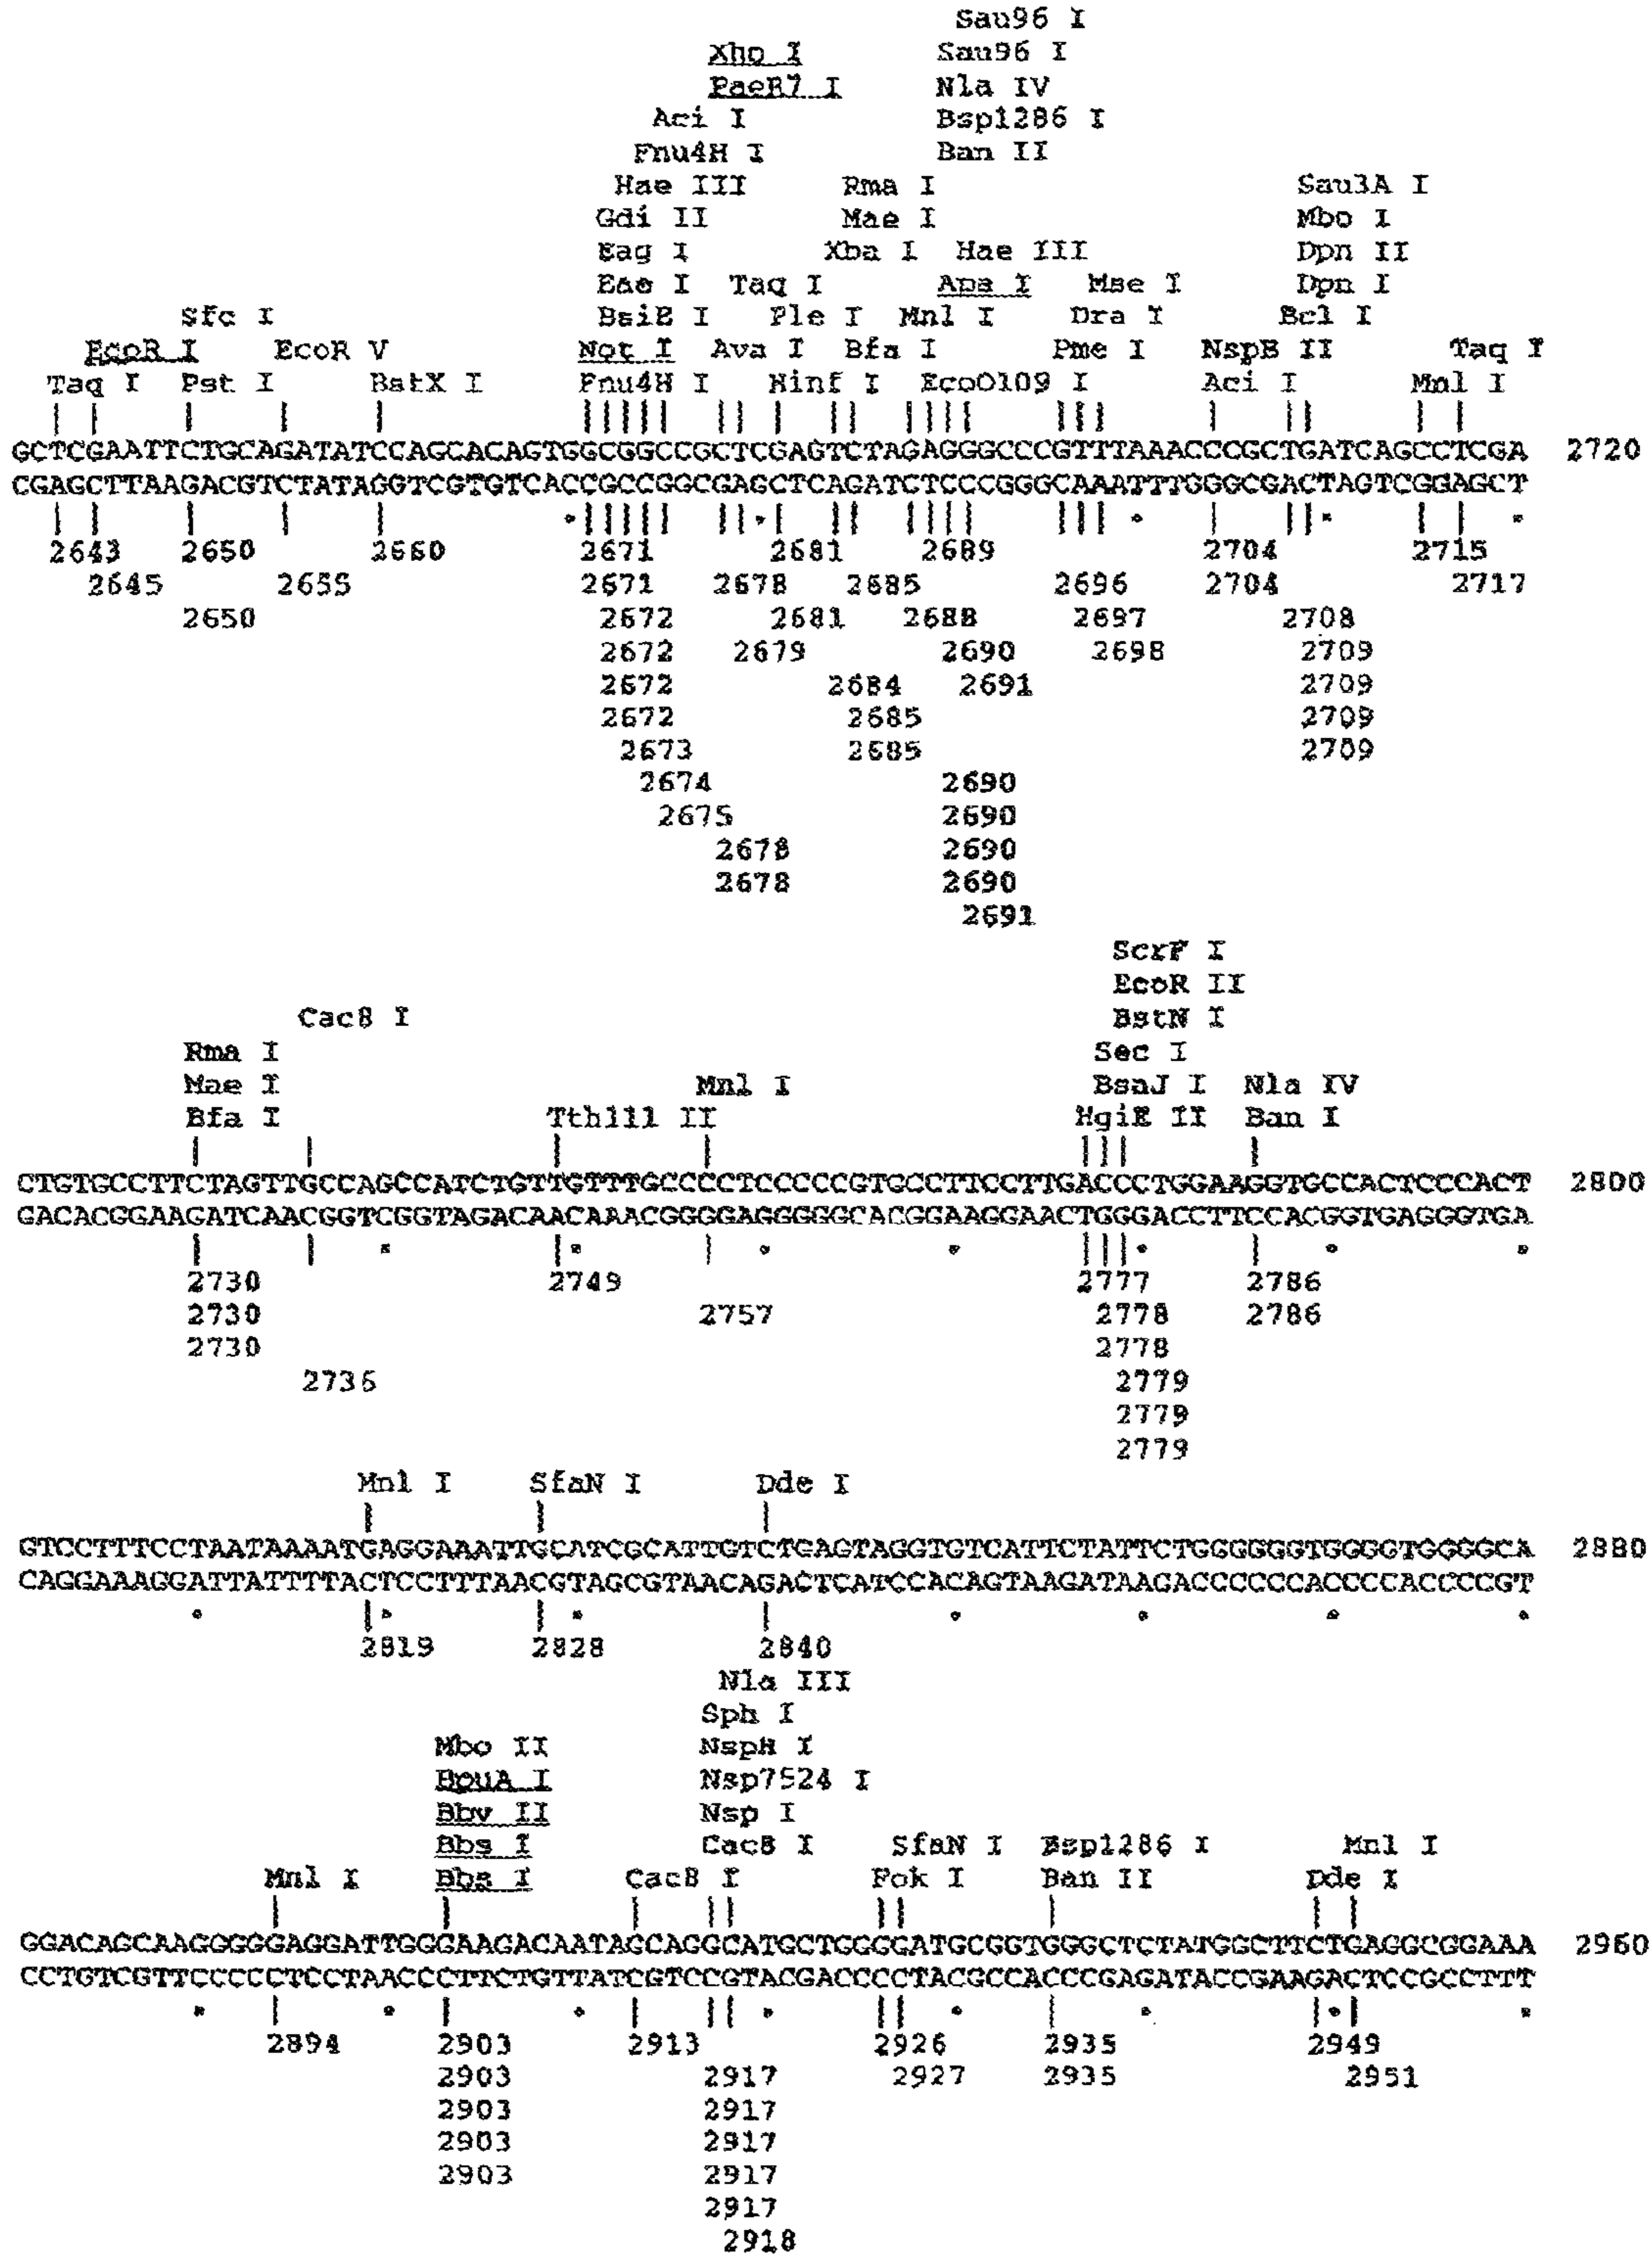 Sau96 I
Xho I Sau96 I
PaeR7 I Nla IV
Aci I Bsp1286 I
Fnu4H I Ban II
Hae III Rma I Sau3A I
Gdi II Mae I Mbo I
Eag I Xba I Hae III Dpn II
Eae I Taq I Apa I Mse I Dpn I
Sfc I BsiE I Ple I Mnl I Dra I Bcl I
EcoR I EcoR V Not I Ava I Bfa I Pme I NspB II Taq I
Taq I Pst I BstX I Fnu4H I Hinf I EcoO109 I Aci I Mnl I
GCTCGAATTCTGCAGATATCCAGCACAGTGGCGGCCGCTCGAGTCTAGAGGGCCCGTTTAAACCCGCTGATCAGCCTCGA 2720
CGAGCTTAAGACGTCTATAGGTCGTGTCACCGCCGGCGAGCTCAGATCTCCCGGGCAAATTTGGGCGACTAGTCGGAGCT
2643 2650 2660 2671 2681 2689 2704 2715
2645 2655 2671 2678 2685 2696 2704 2717
2650 2672 2681 2688 2697 2708
2672 2679 2690 2698 2709
2672 2684 2691 2709
2672 2685 2709
2673 2685 2709
2674 2690
2675 2690
2678 2690
2678 2690
2691
ScrF I
EcoR II
Cac8 I BstN I
Rma I Sec I
Mae I Mnl I BsaJ I Nla IV
Bfa I Tth111 II HgiE II Ban I
CTGTGCCTTCTAGTTGCCAGCCATCTGTTGTTTGCCCCTCCCCCGTGCCTTCCTTGACCCTGGAAGGTGCCACTCCCACT 2800
GACACGGAAGATCAACGGTCGGTAGACAACAAACGGGGAGGGGGCACGGAAGGAACTGGGACCTTCCACGGTGAGGGTGA
2730 2749 2777 2786
2730 2757 2778 2786
2730 2778
2736 2779
2779
2779
Mnl I SfaN I Dde I
GTCCTTTCCTAATAAAATGAGGAAATTGCATCGCATTGTCTGAGTAGGTGTCATTCTATTCTGGGGGGTGGGGTGGGGCA 2880
CAGGAAAGGATTATTTTACTCCTTTAACGTAGCGTAACAGACTCATCCACAGTAAGATAAGACCCCCCACCCCACCCCGT
2819 2828 2840
Nla III
Sph I
Mbo II NspH I
BpuA I Nsp7524 I
Bbv II Nsp I
Bbs I Cac8 I SfaN I Bsp1286 I Mnl I
Mnl I Bbs I Cac8 I Fok I Ban II Dde I
GGACAGCAAGGGGGAGGATTGGGAAGACAATAGCAGGCATGCTGGGGATGCGGTGGGCTCTATGGCTTCTGAGGCGGAAA 2960
CCTGTCGTTCCCCCTCCTAACCCTTCTGTTATCGTCCGTACGACCCCTACGCCACCCGAGATACCGAAGACTCCGCCTTT
2894 2903 2913 2926 2935 2949
2903 2917 2927 2935 2951
2903 2917
2903 2917
2903 2917
2917
2918